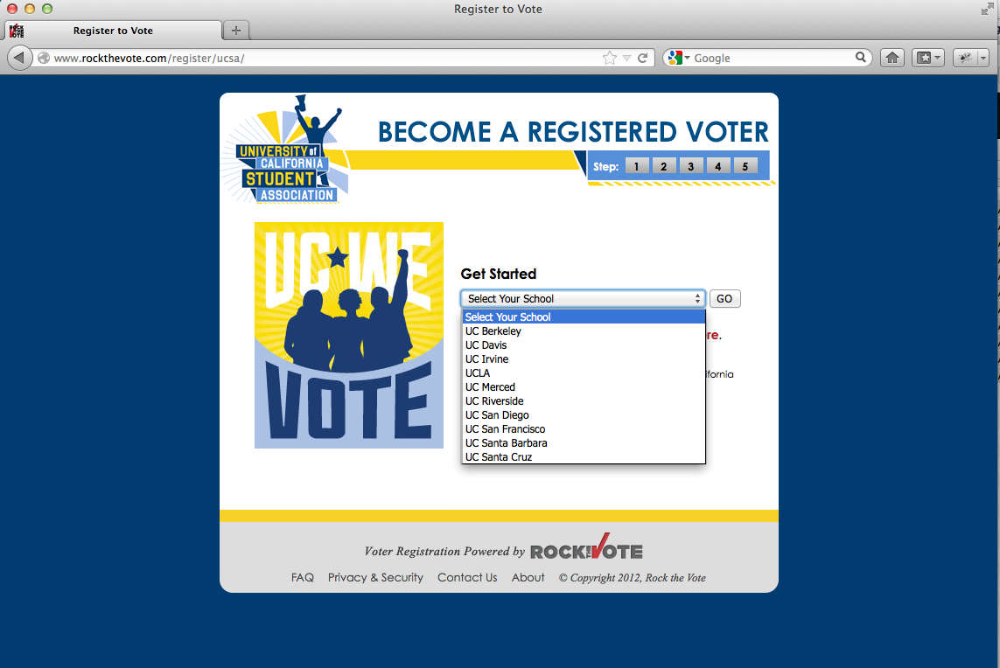 Register to Vote
ROCK THE VOTE
Register to Vote
www.rockthevote.com/register/ucsa/
Google
BECOME A REGISTERED VOTER
UNIVERSITY of
CALIFORNIA
STUDENT
ASSOCIATION
Step: 1 2 3 4 5
UC WE
VOTE
Get Started
Select Your School
GO
Select Your School
UC Berkeley
re.
UC Davis
UC Irvine
UCLA
ifornia
UC Merced
UC Riverside
UC San Diego
UC San Francisco
UC Santa Barbara
UC Santa Cruz
Voter Registration Powered by ROCK THE VOTE
FAQ Privacy & Security Contact Us About © Copyright 2012, Rock the Vote